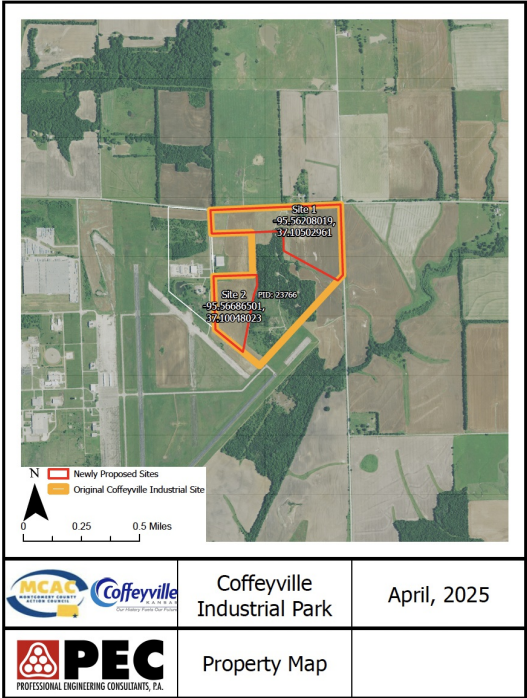 Site 1
-95.56208019,
37.10502961
Site 2
-95.56686501,
37.10048023
PID: 23766
N
Newly Proposed Sites
Original Coffeyville Industrial Site
0 0.25 0.5 Miles
MCAC
MONTGOMERY COUNTY
ACTION COUNCIL
Coffeyville
KANSAS
Our History Fuels Our Future
Coffeyville
Industrial Park
April, 2025
PEC
PROFESSIONAL ENGINEERING CONSULTANTS, P.A.
Property Map